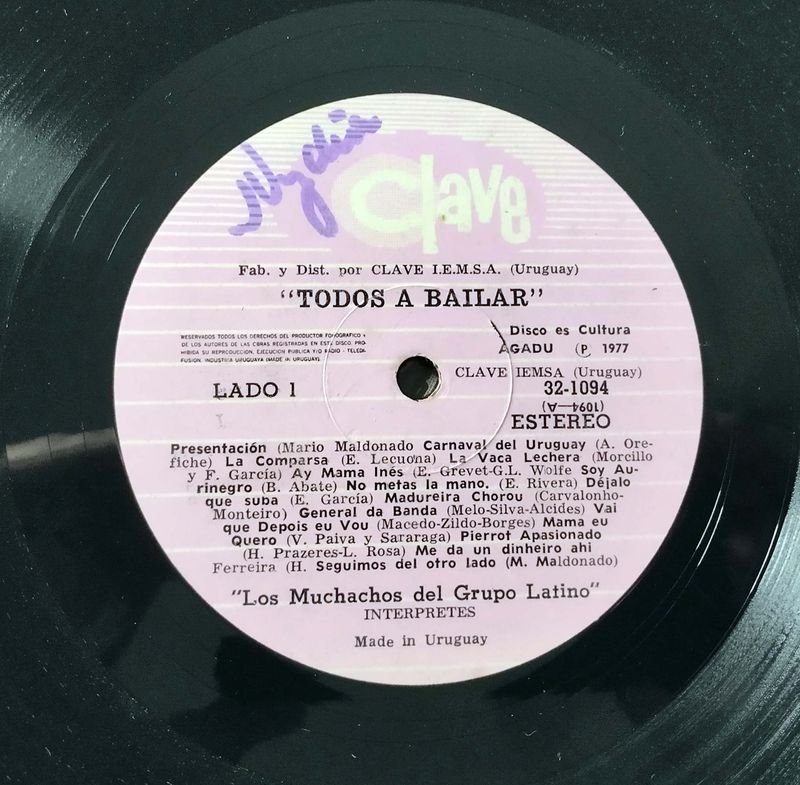 Nydia
Clave
Fab. y Dist. por CLAVE I.E.M.S.A. (Uruguay)
"TODOS A BAILAR"
RESERVADOS TODOS LOS DERECHOS DEL PRODUCTOR FONOGRAFICO Y
DE LOS AUTORES DE LAS OBRAS REGISTRADAS EN ESTE DISCO. PRO-
HIBIDA SU REPRODUCCION, EJECUCION PUBLICA Y/O RADIO - TELEDI-
FUSION. INDUSTRIA URUGUAYA (MADE IN URUGUAY)
Disco es Cultura
AGADU Ⓟ 1977
CLAVE IEMSA (Uruguay)
LADO 1
32-1094
(1094—A)
ESTEREO
Presentación (Mario Maldonado Carnaval del Uruguay (A. Ore-
fiche) La Comparsa (E. Lecuona) La Vaca Lechera (Morcillo
y F. García) Ay Mama Inés (E. Grevet-G.L. Wolfe Soy Au-
rinegro (B. Abate) No metas la mano. (E. Rivera) Déjalo
que suba (E. García) Madureira Chorou (Carvalonho-
Monteiro) General da Banda (Melo-Silva-Alcides) Vai
que Depois eu Vou (Macedo-Zildo-Borges) Mama eu
Quero (V. Paiva y Sararaga) Pierrot Apasionado
(H. Prazeres-L. Rosa) Me da un dinheiro ahi
Ferreira (H. Seguimos del otro lado (M. Maldonado)
"Los Muchachos del Grupo Latino"
INTERPRETES
Made in Uruguay